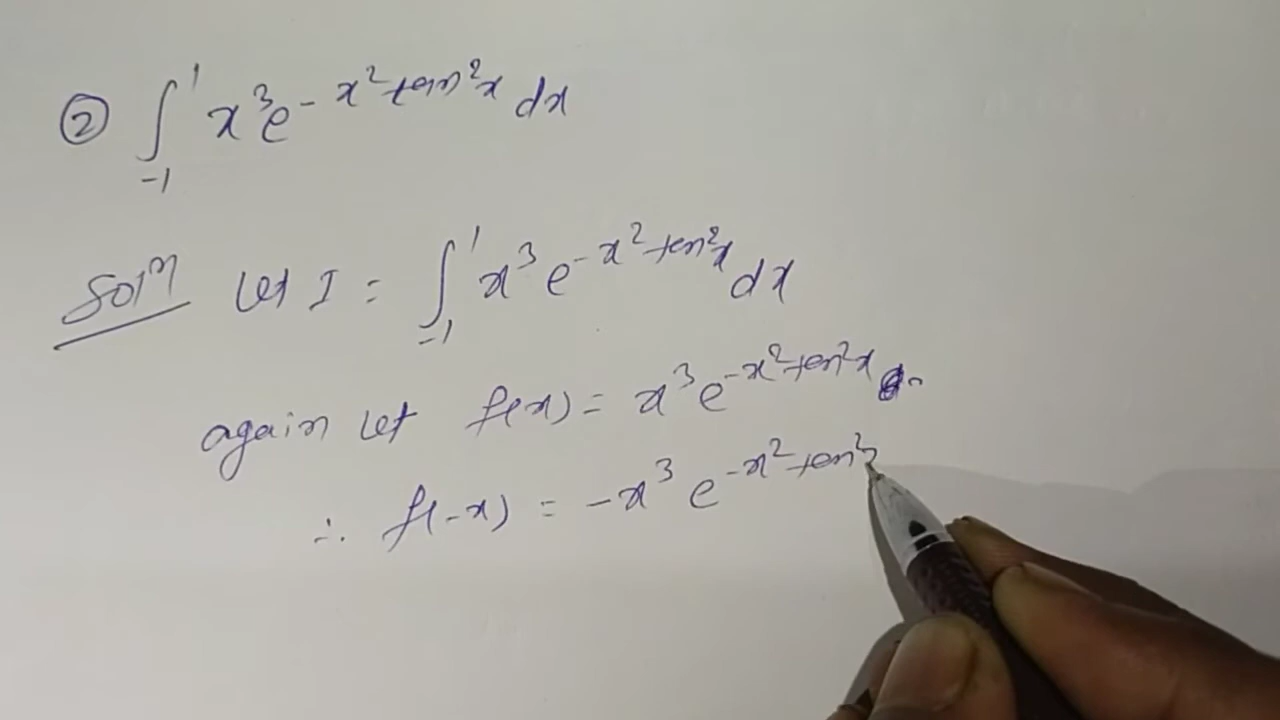 ② ∫₋₁¹ x³e^(-x² tan²x) dx
Solⁿ Let I = ∫₋₁¹ x³ e^(-x² tan²x) dx
again let f(x) = x³ e^(-x² tan²x)
∴ f(-x) = -x³ e^(-x² tan²